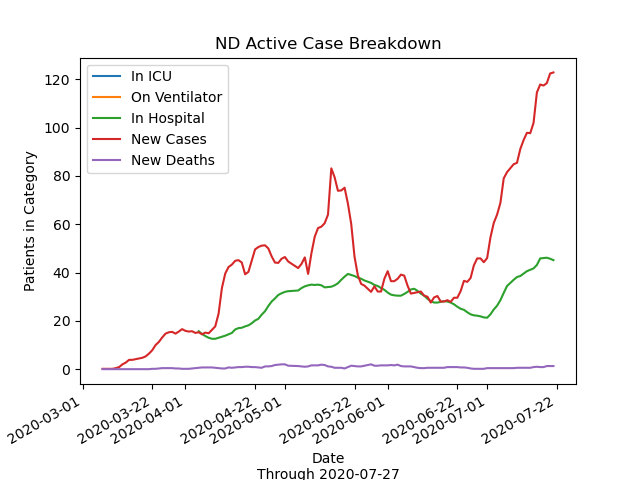 ND Active Case Breakdown
In ICU
On Ventilator
In Hospital
New Cases
New Deaths
Patients in Category
120
100
80
60
40
20
0
2020-03-01
2020-03-22
2020-04-01
2020-04-22
2020-05-01
2020-05-22
2020-06-01
2020-06-22
2020-07-01
2020-07-22
Date
Through 2020-07-27